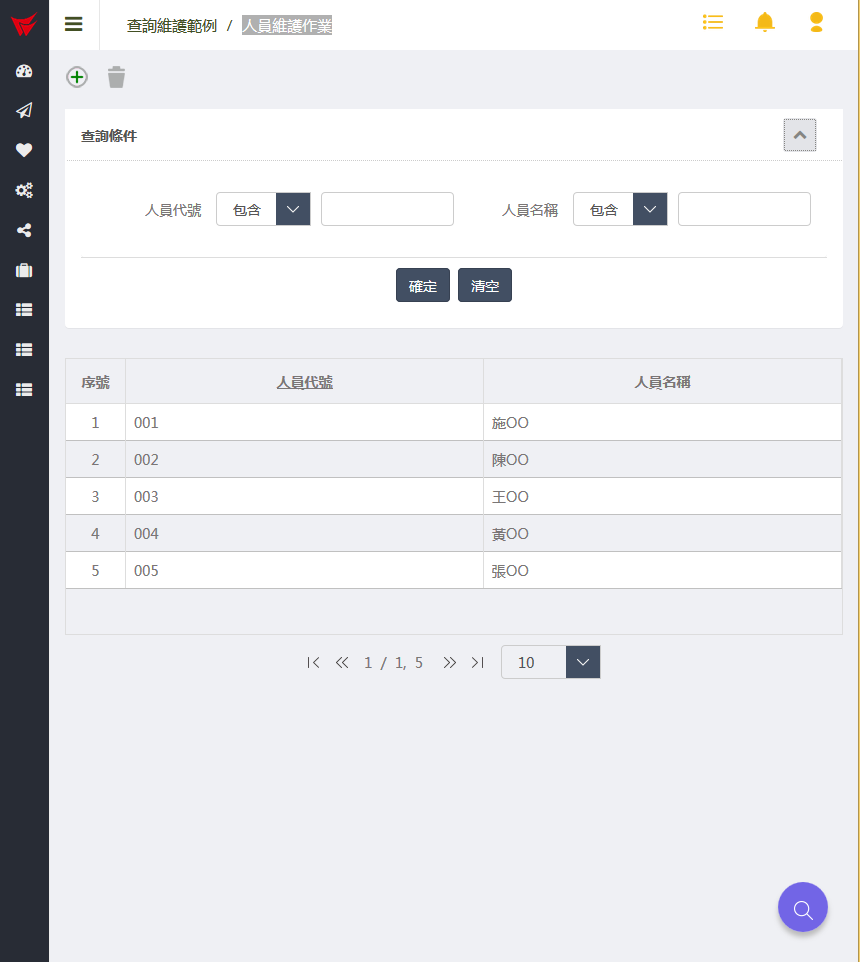 查詢維護範例 / 人員維護作業
查詢條件
人員代號 包含 人員名稱 包含
確定 清空
序號 人員代號 人員名稱
1 001 施OO
2 002 陳OO
3 003 王OO
4 004 黃OO
5 005 張OO
1 / 1, 5 10